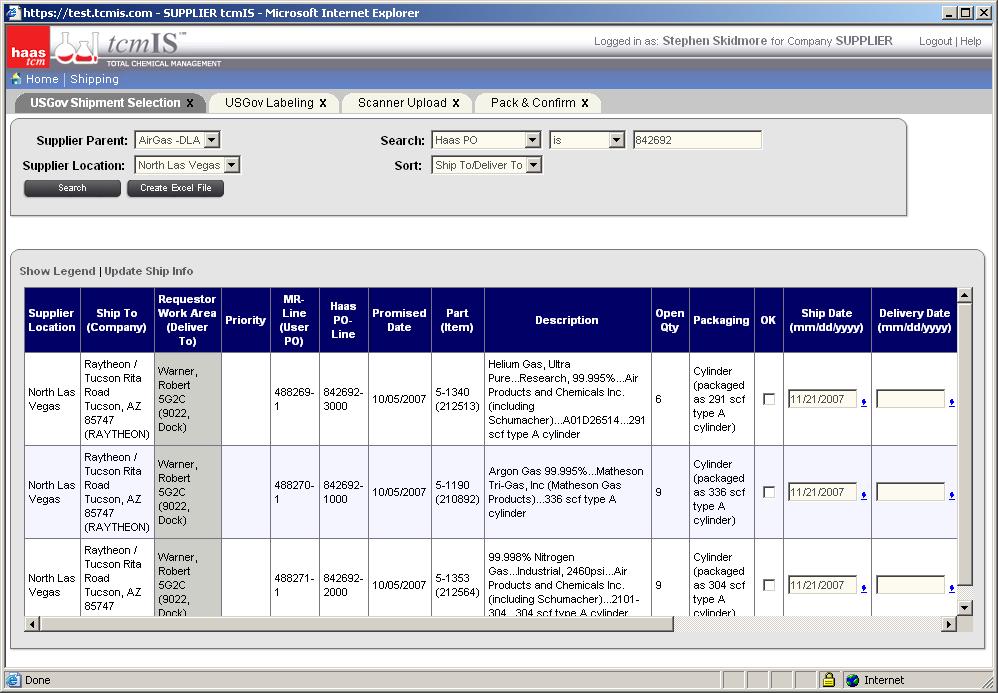 https://test.tcmis.com - SUPPLIER tcmIS - Microsoft Internet Explorer
haas tcm
tcmIS™
TOTAL CHEMICAL MANAGEMENT
Logged in as: Stephen Skidmore for Company SUPPLIER
Logout | Help
Home | Shipping
USGov Shipment Selection x
USGov Labeling x
Scanner Upload x
Pack & Confirm x
Supplier Parent: AirGas -DLA
Search: Haas PO is 842692
Supplier Location: North Las Vegas
Sort: Ship To/Deliver To
Search
Create Excel File
Show Legend | Update Ship Info
Supplier Location
Ship To (Company)
Requestor Work Area (Deliver To)
Priority
MR-Line (User PO)
Haas PO-Line
Promised Date
Part (Item)
Description
Open Qty
Packaging
OK
Ship Date (mm/dd/yyyy)
Delivery Date (mm/dd/yyyy)
North Las Vegas
Raytheon / Tucson Rita Road Tucson, AZ 85747 (RAYTHEON)
Warner, Robert 5G2C (9022, Dock)
488269-1
842692-3000
10/05/2007
5-1340 (212513)
Helium Gas, Ultra Pure...Research, 99.995%...Air Products and Chemicals Inc. (including Schumacher)...A01D26514...291 scf type A cylinder
6
Cylinder (packaged as 291 scf type A cylinder)
11/21/2007
North Las Vegas
Raytheon / Tucson Rita Road Tucson, AZ 85747 (RAYTHEON)
Warner, Robert 5G2C (9022, Dock)
488270-1
842692-1000
10/05/2007
5-1190 (210892)
Argon Gas 99.995%...Matheson Tri-Gas, Inc (Matheson Gas Products)...336 scf type A cylinder
9
Cylinder (packaged as 336 scf type A cylinder)
11/21/2007
North Las Vegas
Raytheon / Tucson Rita Road Tucson, AZ 85747
Warner, Robert 5G2C (9022, Dock)
488271-1
842692-2000
10/05/2007
5-1353 (212564)
99.998% Nitrogen Gas...Industrial, 2460psi...Air Products and Chemicals Inc. (including Schumacher)...2101-304...304 scf type A cylinder
9
Cylinder (packaged as 304 scf type A cylinder)
11/21/2007
Done
Internet